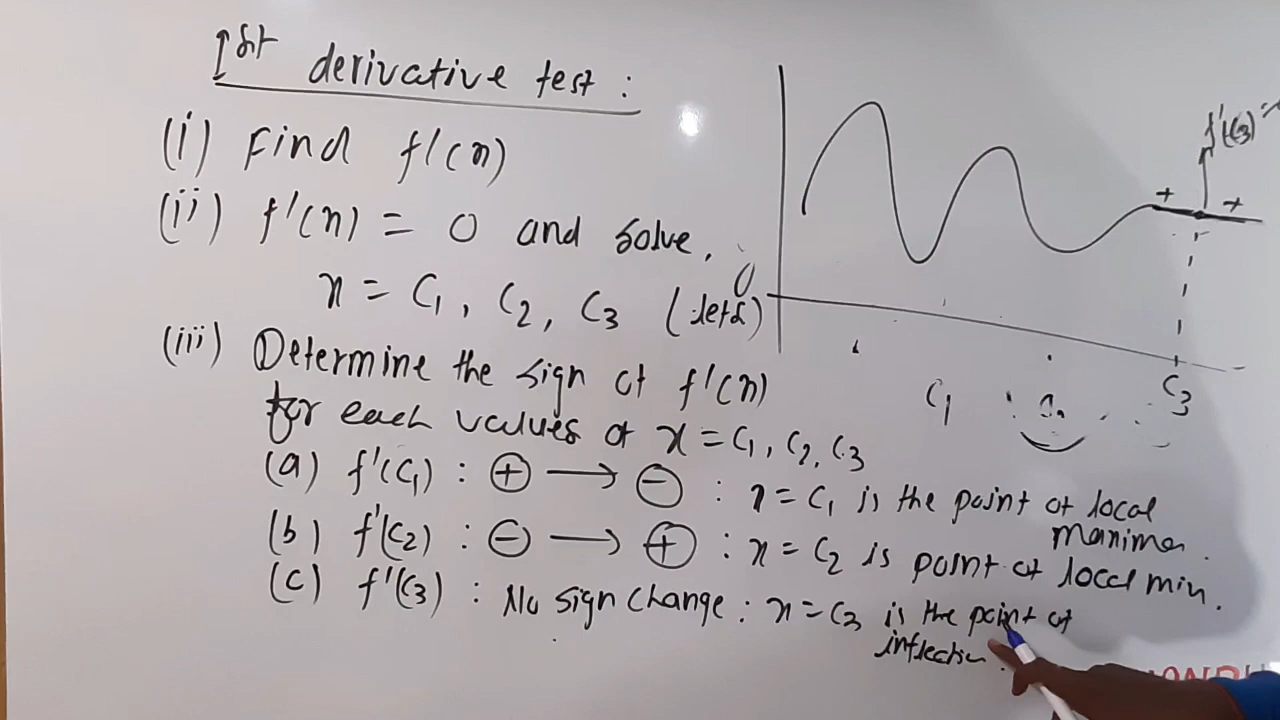 1st derivative test :
(i) Find f'(x)
(ii) f'(x) = 0 and solve,
x = C1, C2, C3 (let's)
(iii) Determine the sign of f'(x)
for each values of x = C1, C2, C3
(a) f'(C1) : + → - : x = C1 is the point of local
maxima.
(b) f'(C2) : - → + : x = C2 is point of local min.
(c) f'(C3) : No sign change : x = C3 is the point of
inflection.
f'(C3)
+ +
0
C1
C3